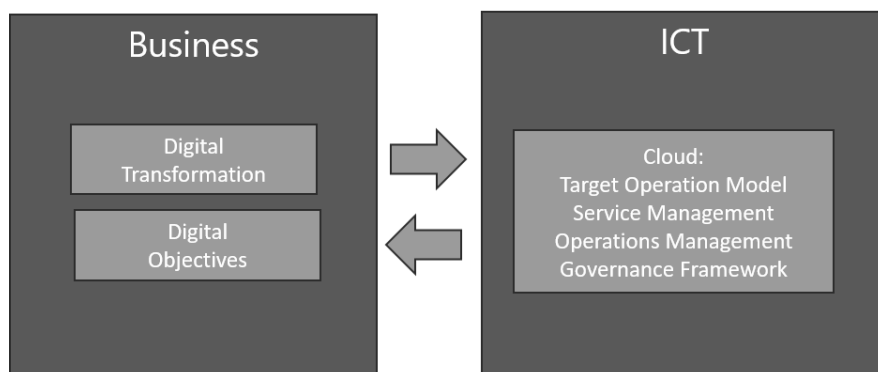 Business
Digital
Transformation
Digital
Objectives
ICT
Cloud:
Target Operation Model
Service Management
Operations Management
Governance Framework